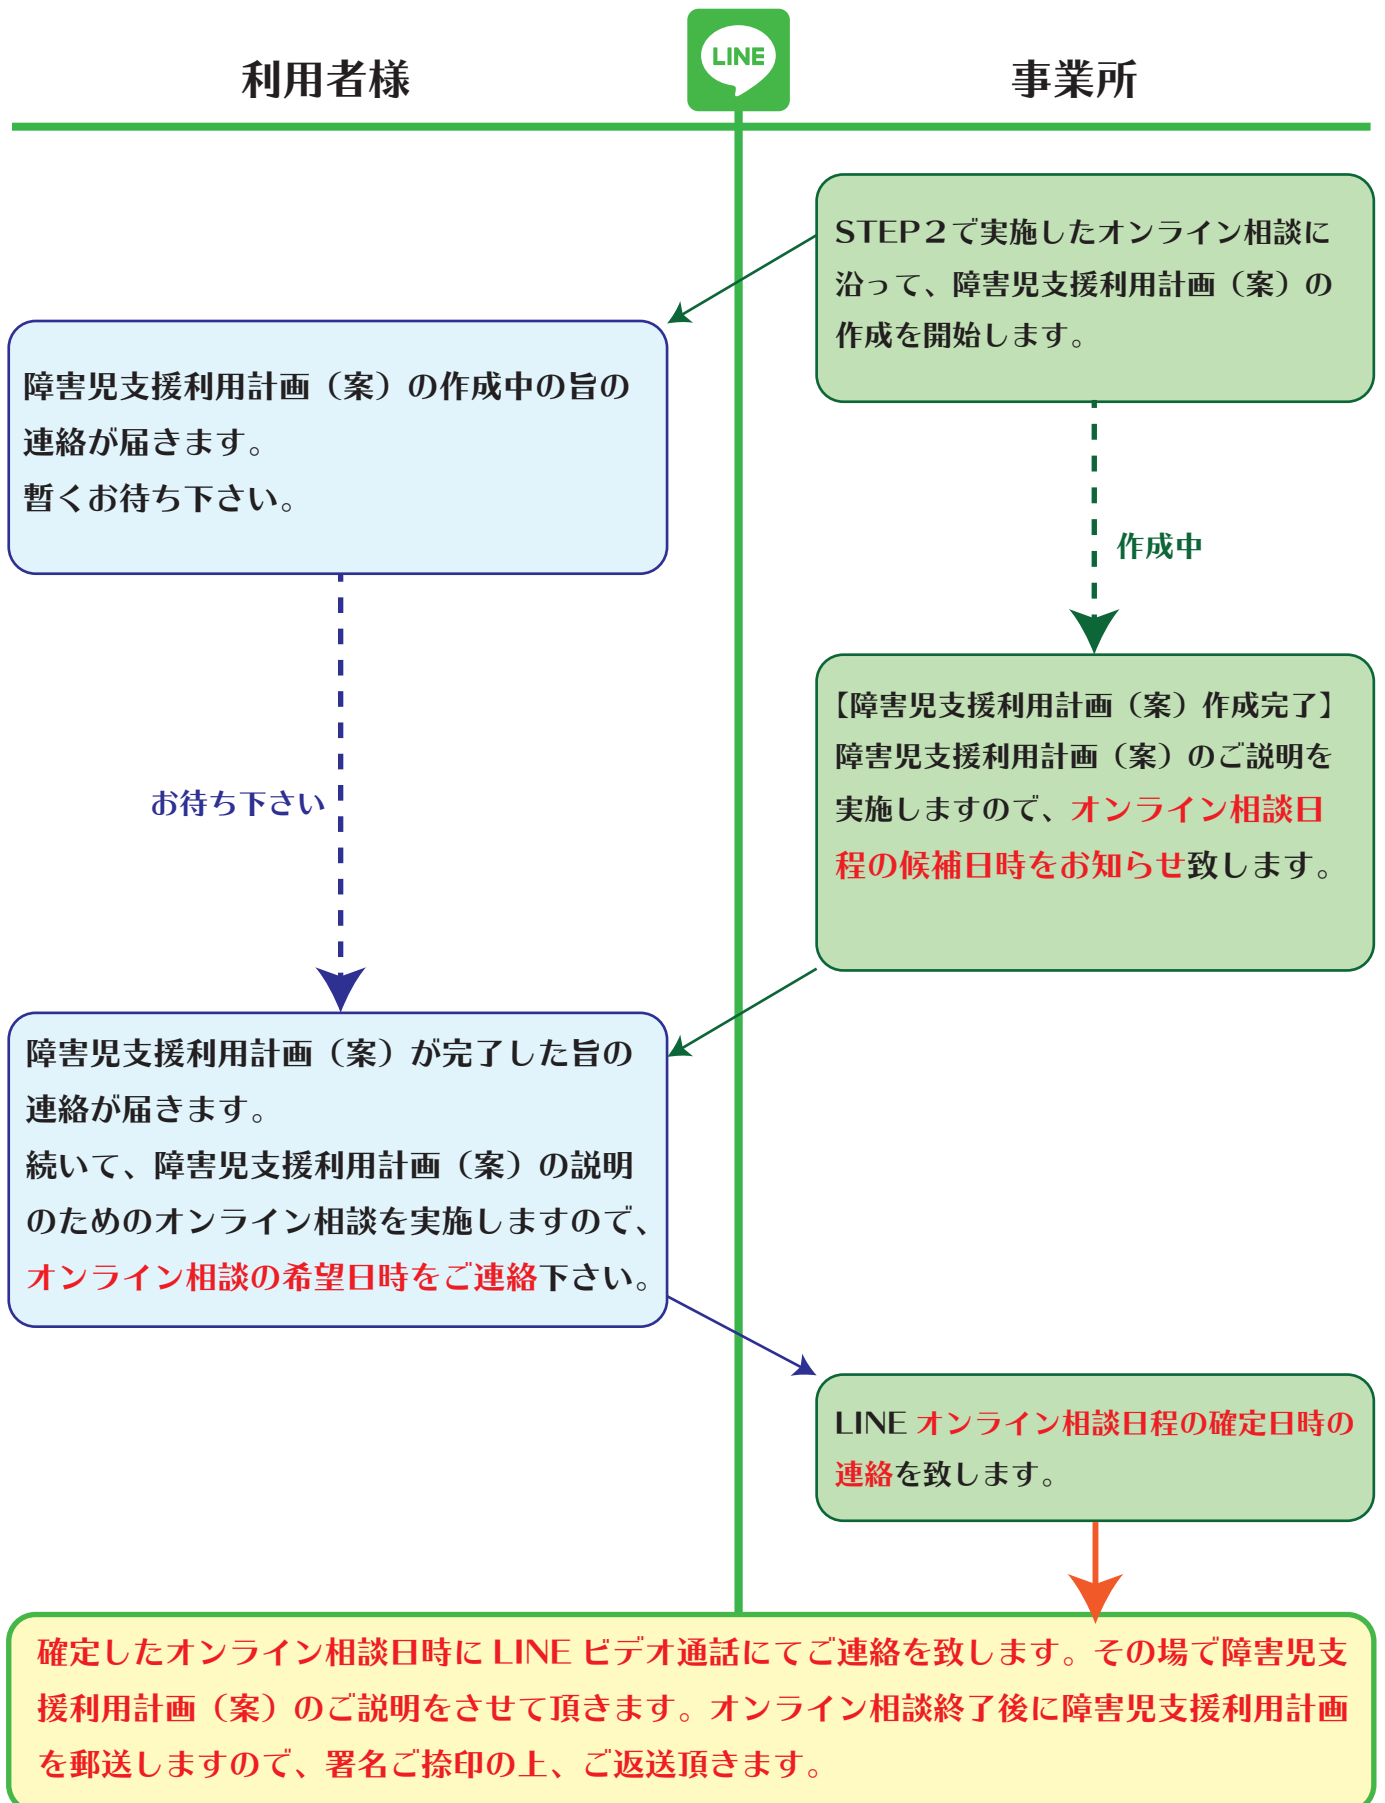 利用者様
LINE
事業所
STEP２で実施したオンライン相談に
沿って、障害児支援利用計画（案）の
作成を開始します。
障害児支援利用計画（案）の作成中の旨の
連絡が届きます。
暫くお待ち下さい。
作成中
【障害児支援利用計画（案）作成完了】
障害児支援利用計画（案）のご説明を
実施しますので、オンライン相談日
程の候補日時をお知らせ致します。
お待ち下さい
障害児支援利用計画（案）が完了した旨の
連絡が届きます。
続いて、障害児支援利用計画（案）の説明
のためのオンライン相談を実施しますので、
オンライン相談の希望日時をご連絡下さい。
LINE オンライン相談日程の確定日時の
連絡を致します。
確定したオンライン相談日時に LINE ビデオ通話にてご連絡を致します。その場で障害児支
援利用計画（案）のご説明をさせて頂きます。オンライン相談終了後に障害児支援利用計画
を郵送しますので、署名ご捺印の上、ご返送頂きます。